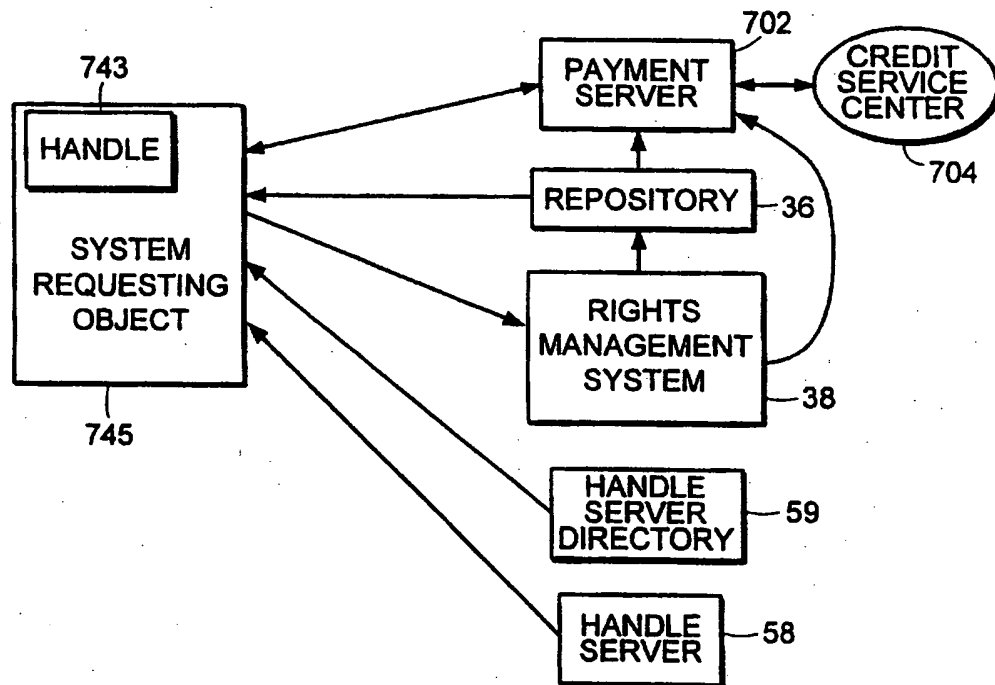 702
PAYMENT
SERVER
CREDIT
SERVICE
CENTER
704
743
HANDLE
SYSTEM
REQUESTING
OBJECT
745
REPOSITORY
36
RIGHTS
MANAGEMENT
SYSTEM
38
HANDLE
SERVER
DIRECTORY
59
HANDLE
SERVER
58